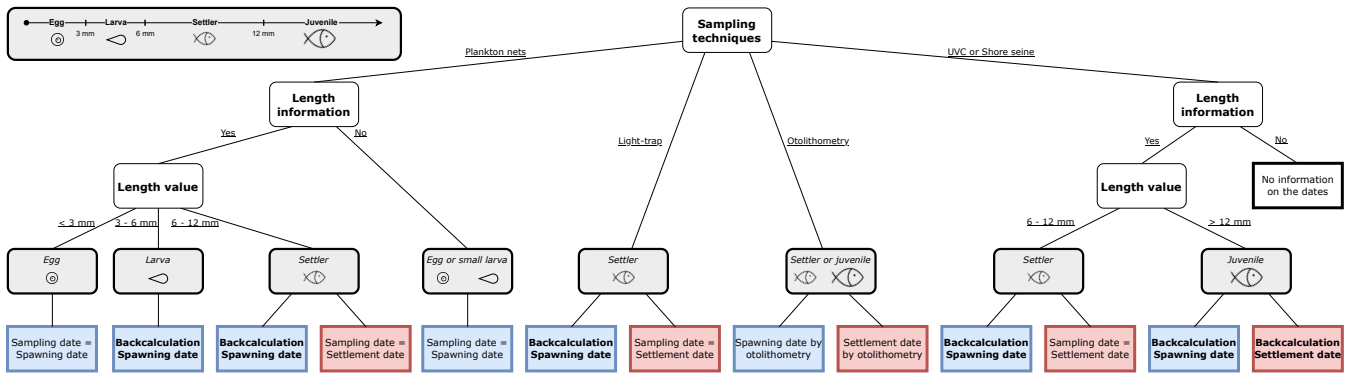 Egg Larva Settler Juvenile
3 mm 6 mm 12 mm
Sampling
techniques
Plankton nets
UVC or Shore seine
Length
information
Length
information
Yes
No
Light-trap
Otolithometry
Yes
No
Length value
Length value
No information
on the dates
< 3 mm
3 - 6 mm
6 - 12 mm
6 - 12 mm
> 12 mm
Egg
Larva
Settler
Egg or small larva
Settler
Settler or juvenile
Settler
Juvenile
Sampling date =
Spawning date
Backcalculation
Spawning date
Backcalculation
Spawning date
Sampling date =
Settlement date
Sampling date =
Spawning date
Backcalculation
Spawning date
Sampling date =
Settlement date
Spawning date by
otolithometry
Settlement date
by otolithometry
Backcalculation
Spawning date
Sampling date =
Settlement date
Backcalculation
Spawning date
Backcalculation
Settlement date